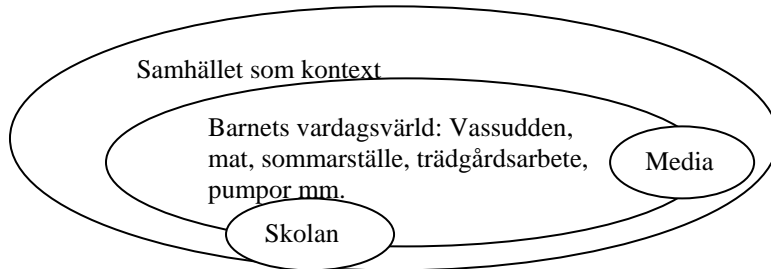 Samhället som kontext
Barnets vardagsvärld: Vassudden,
mat, sommarställe, trädgårdsarbete,
pumpor mm.
Media
Skolan